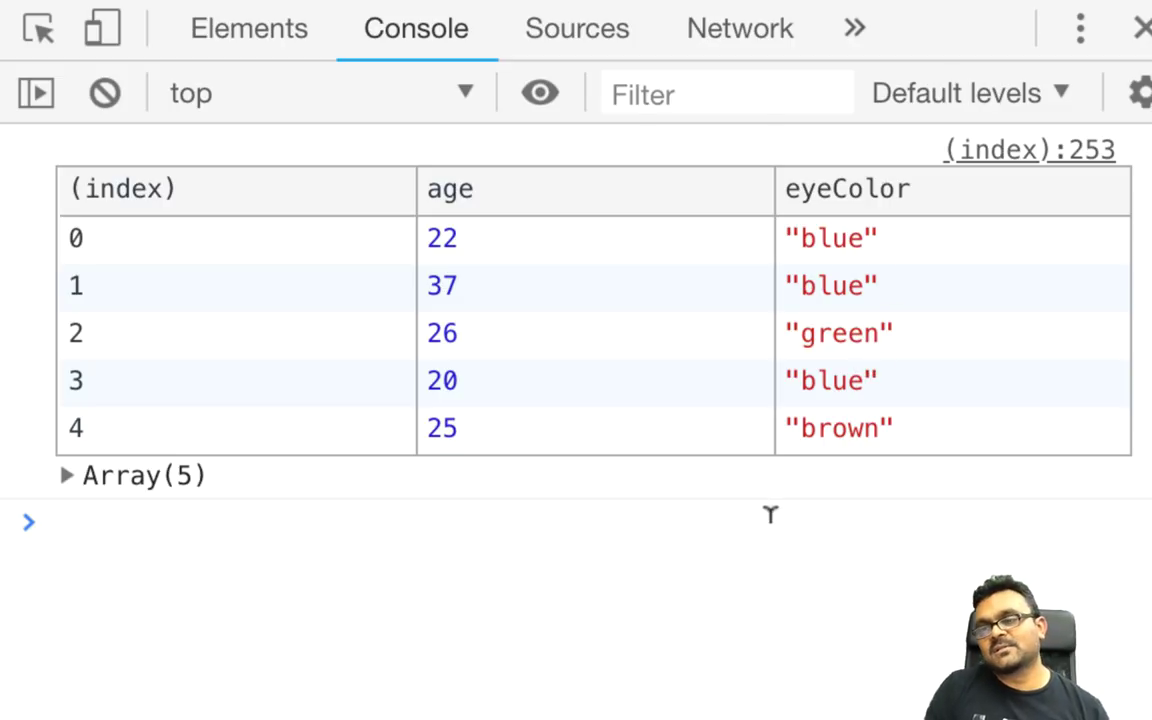 Elements Console Sources Network
top Filter Default levels
(index):253
(index) age eyeColor
0 22 "blue"
1 37 "blue"
2 26 "green"
3 20 "blue"
4 25 "brown"
Array(5)